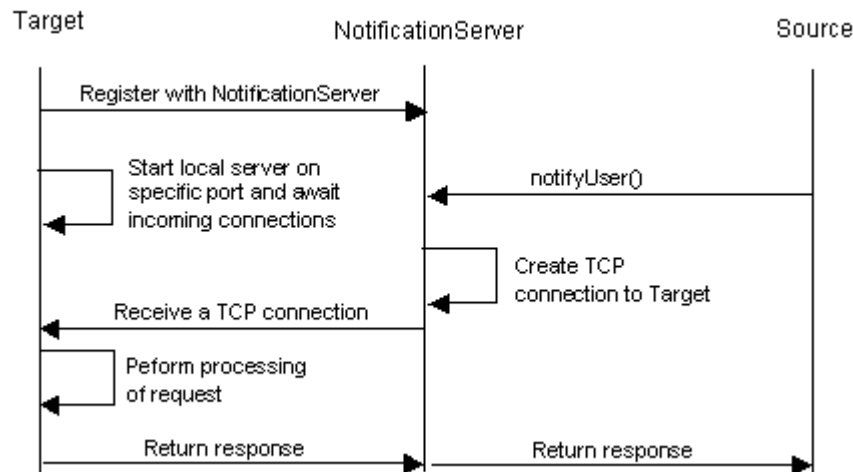 Target
NotificationServer
Source
Register with NotificationServer
Start local server on
specific port and await
incoming connections
notifyUser()
Create TCP
connection to Target
Receive a TCP connection
Peform processing
of request
Return response
Return response